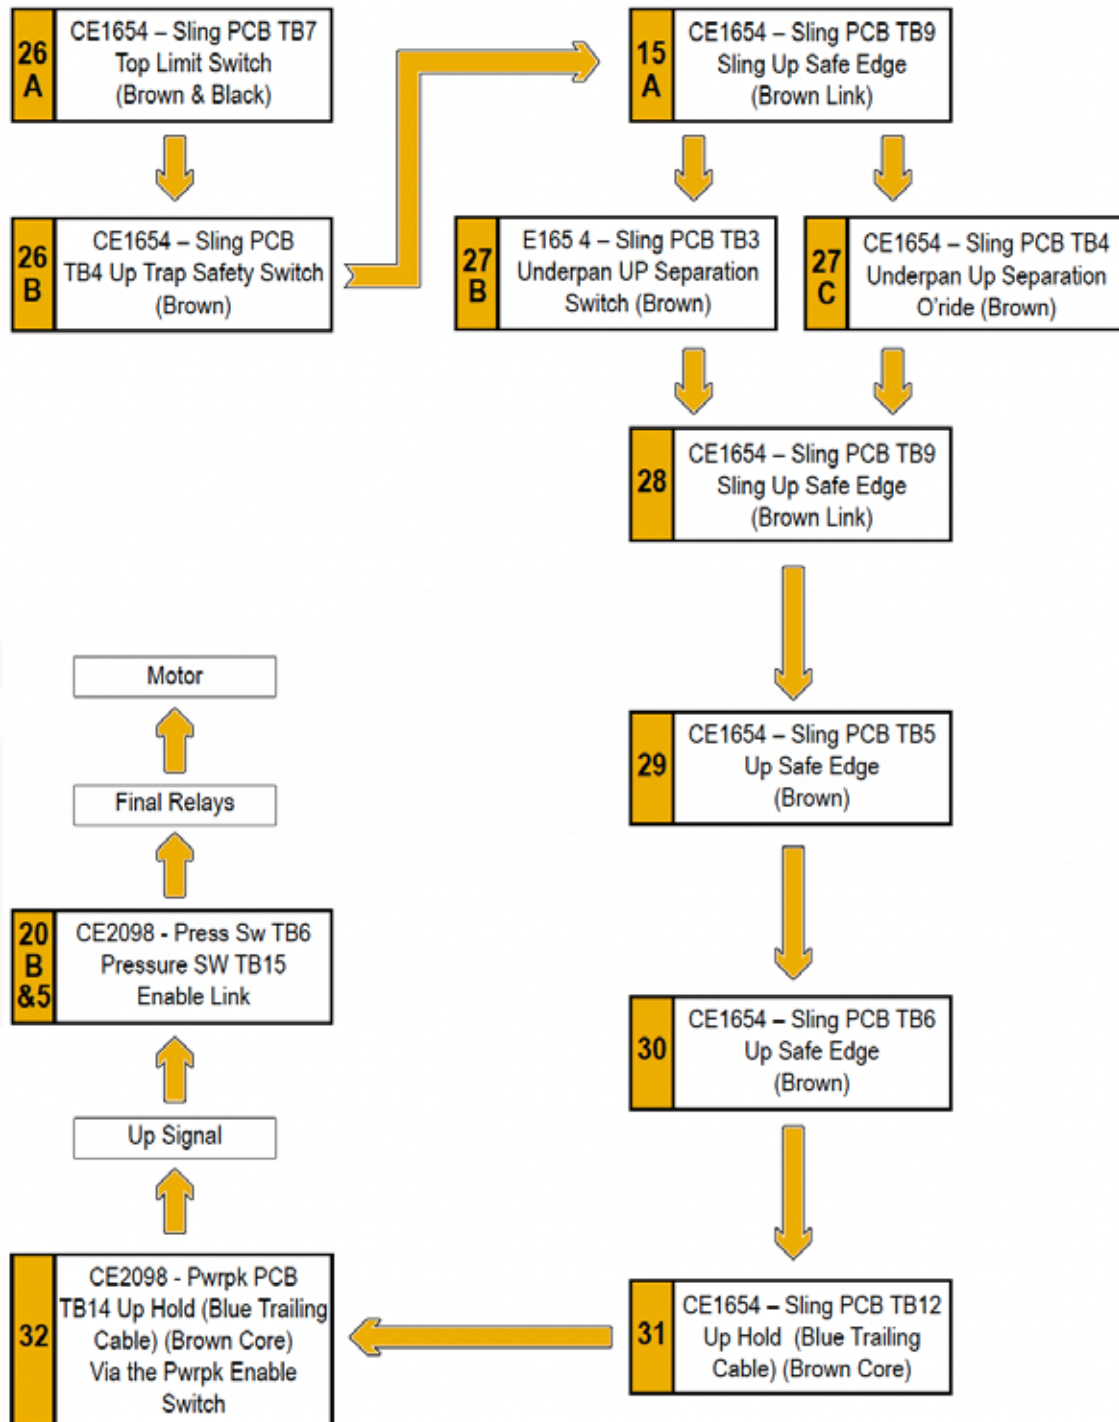 26
A
CE1654 – Sling PCB TB7
Top Limit Switch
(Brown & Black)
26
B
CE1654 – Sling PCB
TB4 Up Trap Safety Switch
(Brown)
15
A
CE1654 – Sling PCB TB9
Sling Up Safe Edge
(Brown Link)
27
B
E165 4 – Sling PCB TB3
Underpan UP Separation
Switch (Brown)
27
C
CE1654 – Sling PCB TB4
Underpan Up Separation
O'ride (Brown)
28
CE1654 – Sling PCB TB9
Sling Up Safe Edge
(Brown Link)
29
CE1654 – Sling PCB TB5
Up Safe Edge
(Brown)
30
CE1654 – Sling PCB TB6
Up Safe Edge
(Brown)
31
CE1654 – Sling PCB TB12
Up Hold (Blue Trailing
Cable) (Brown Core)
32
CE2098 - Pwrpk PCB
TB14 Up Hold (Blue Trailing
Cable) (Brown Core)
Via the Pwrpk Enable
Switch
Up Signal
20
B
&5
CE2098 - Press Sw TB6
Pressure SW TB15
Enable Link
Final Relays
Motor